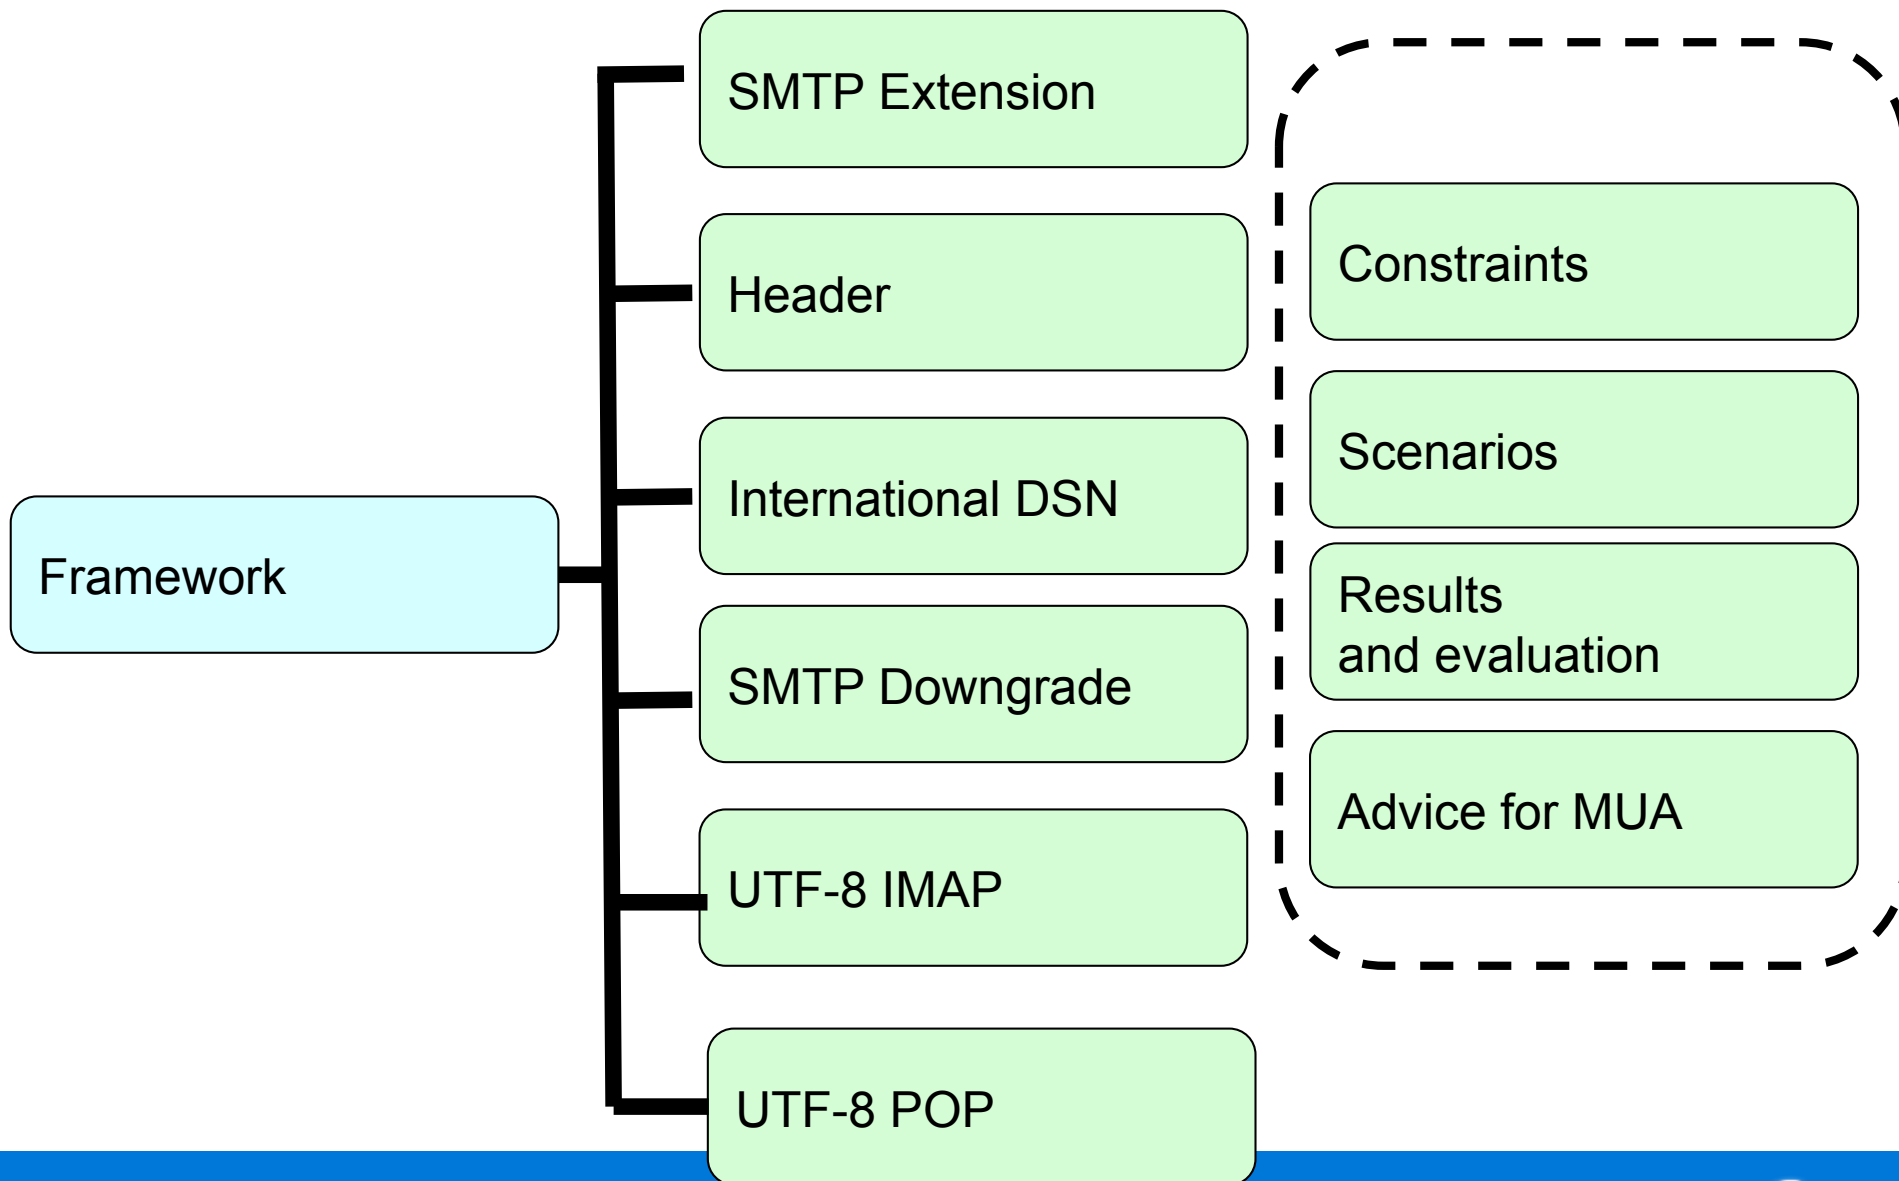 Framework
SMTP Extension
Header
International DSN
SMTP Downgrade
UTF-8 IMAP
UTF-8 POP
Constraints
Scenarios
Results
and evaluation
Advice for MUA